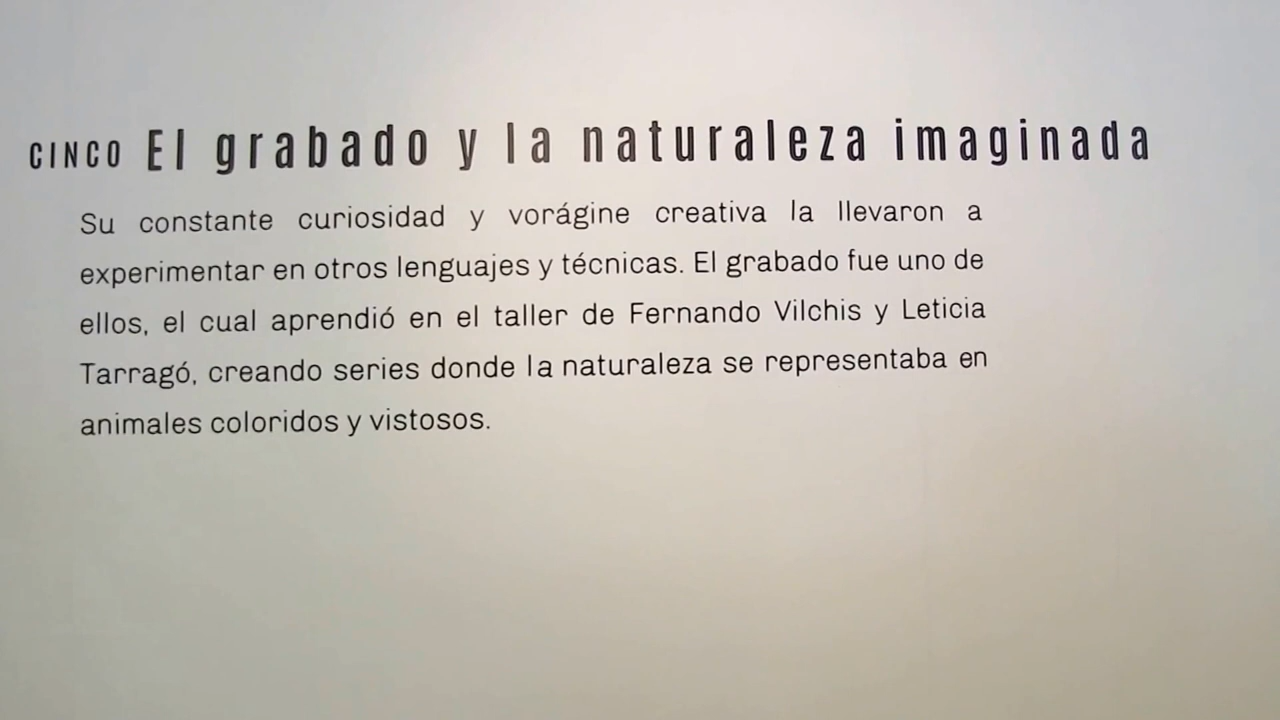 CINCO El grabado y la naturaleza imaginada
Su constante curiosidad y vorágine creativa la llevaron a
experimentar en otros lenguajes y técnicas. El grabado fue uno de
ellos, el cual aprendió en el taller de Fernando Vilchis y Leticia
Tarragó, creando series donde la naturaleza se representaba en
animales coloridos y vistosos.